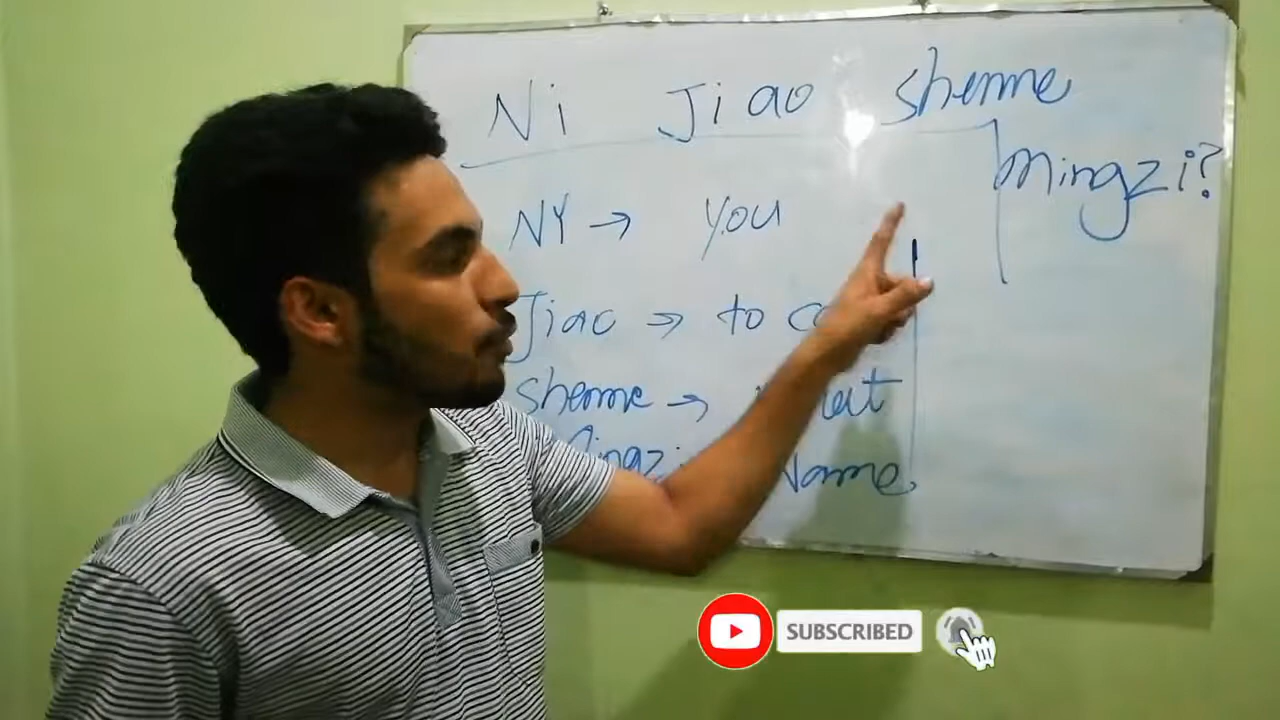 Ni Jiao shenme
Mingzi?
NY → you
Jiao → to
shenme →
Name
SUBSCRIBED